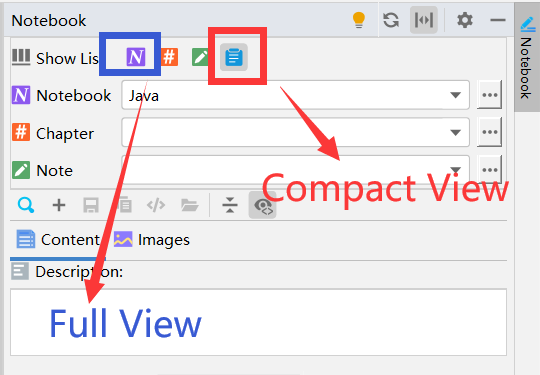 Notebook
Show Lis
N
#
Notebook
N
Notebook
Java
...
#
Chapter
...
Note
...
Compact View
Content
Images
Description:
Full View